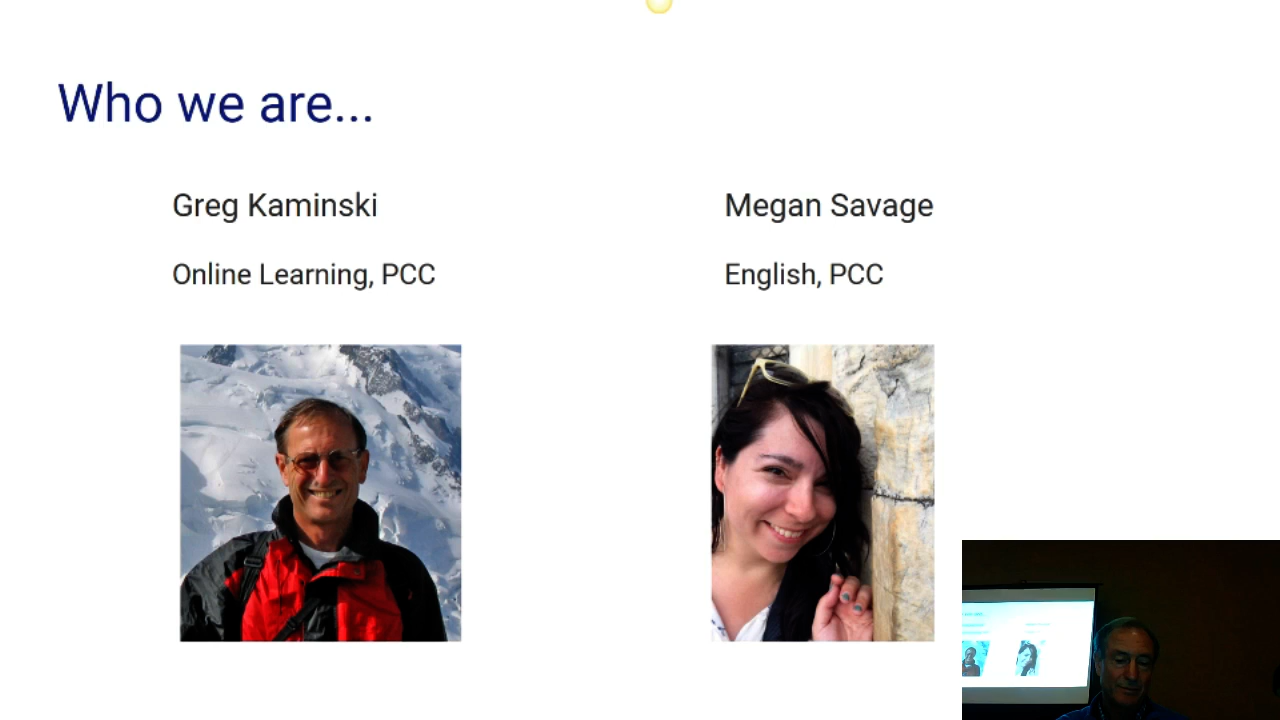 Who we are...
Greg Kaminski
Megan Savage
Online Learning, PCC
English, PCC